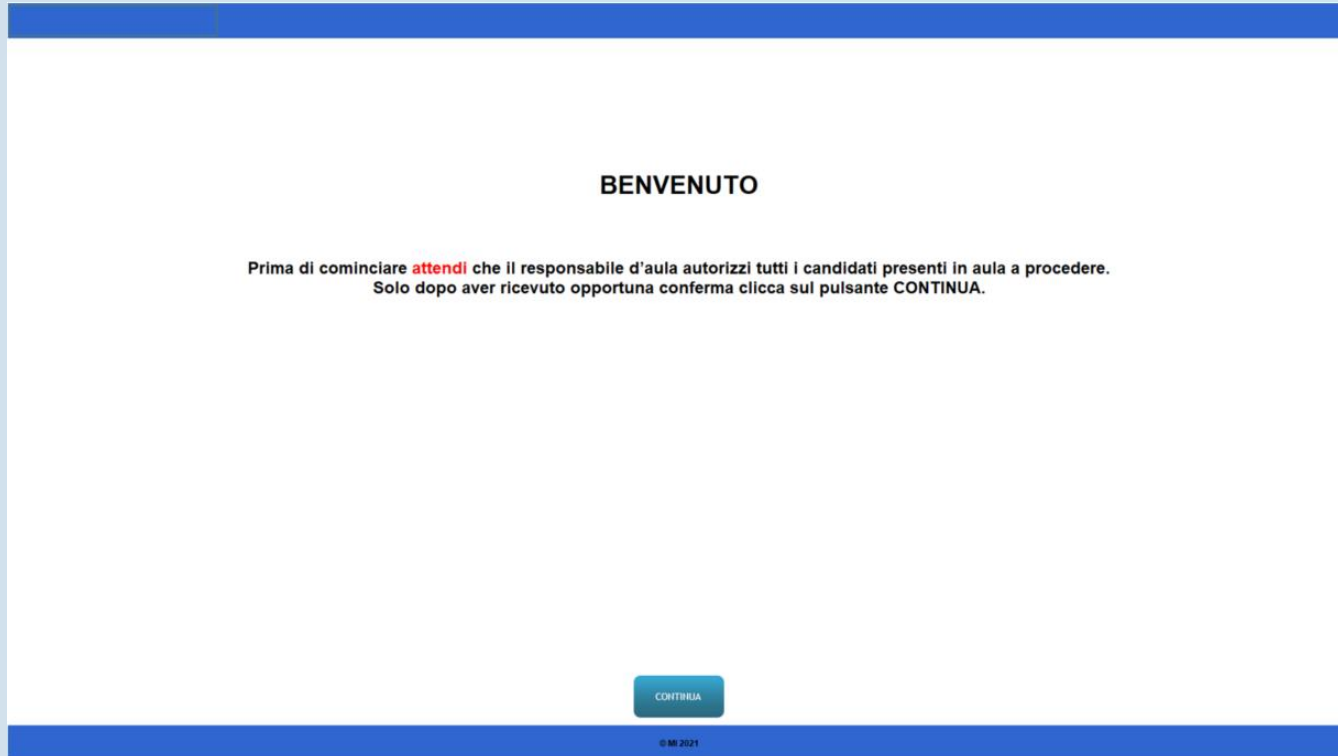 BENVENUTO
Prima di cominciare attendi che il responsabile d'aula autorizzi tutti i candidati presenti in aula a procedere.
Solo dopo aver ricevuto opportuna conferma clicca sul pulsante CONTINUA.
CONTINUA
© MI 2021